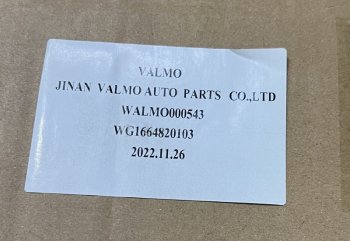 VALMO
JINAN VALMO AUTO PARTS CO.,LTD
WALMO000543
WG1664820103
2022.11.26